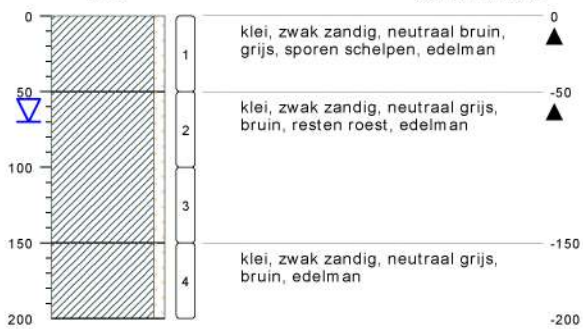 0
0
klei, zwak zandig, neutraal bruin,
grijs, sporen schelpen, edelman
1
50
-50
klei, zwak zandig, neutraal grijs,
bruin, resten roest, edelman
2
100
3
150
-150
klei, zwak zandig, neutraal grijs,
bruin, edelman
4
200
-200